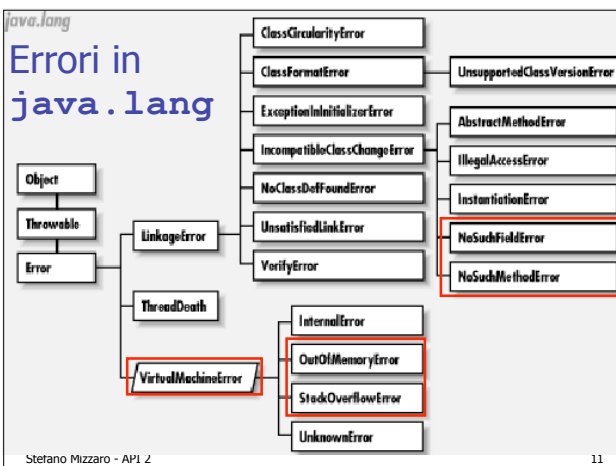 java.lang
Errori in
java.lang
ClassCircularityError
ClassFormatError
UnsupportedClassVersionError
ExceptionInInitializerError
AbstractMethodError
IncompatibleClassChangeError
IllegalAccessError
Object
NoClassDefFoundError
InstantiationError
Throwable
LinkageError
UnsatisfiedLinkError
NoSuchFieldError
Error
VerifyError
NoSuchMethodError
ThreadDeath
InternalError
OutOfMemoryError
VirtualMachineError
StackOverflowError
UnknownError
Stefano Mizzaro - API 2
11